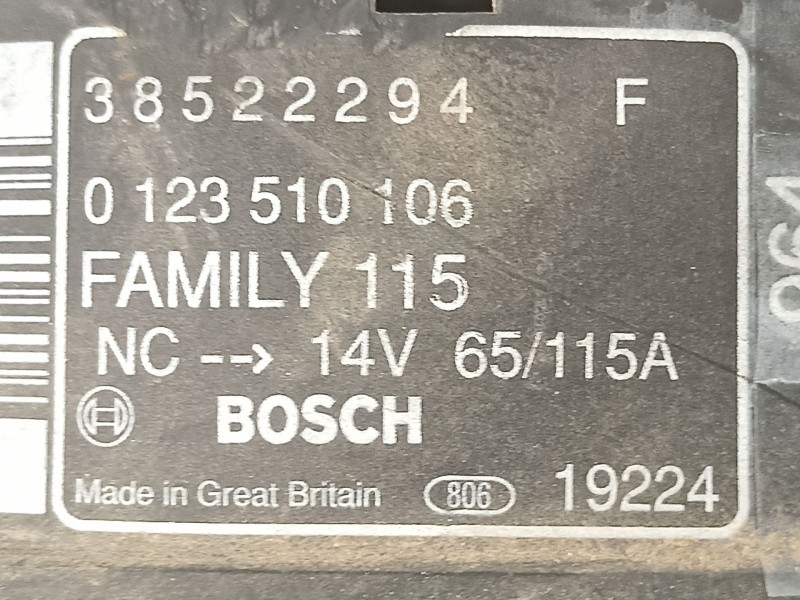 38522294 F
0 123 510 106
FAMILY 115
NC --> 14V 65/115A
BOSCH
Made in Great Britain 806 19224